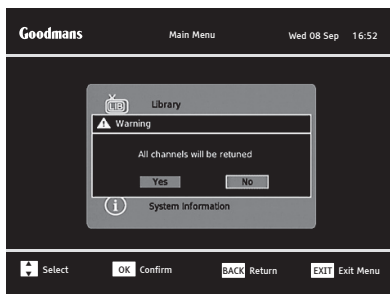 Goodmans Main Menu Wed 08 Sep 16:52
LIB Library
Warning
All channels will be retuned
Yes No
i System Information
Select OK Confirm BACK Return EXIT Exit Menu